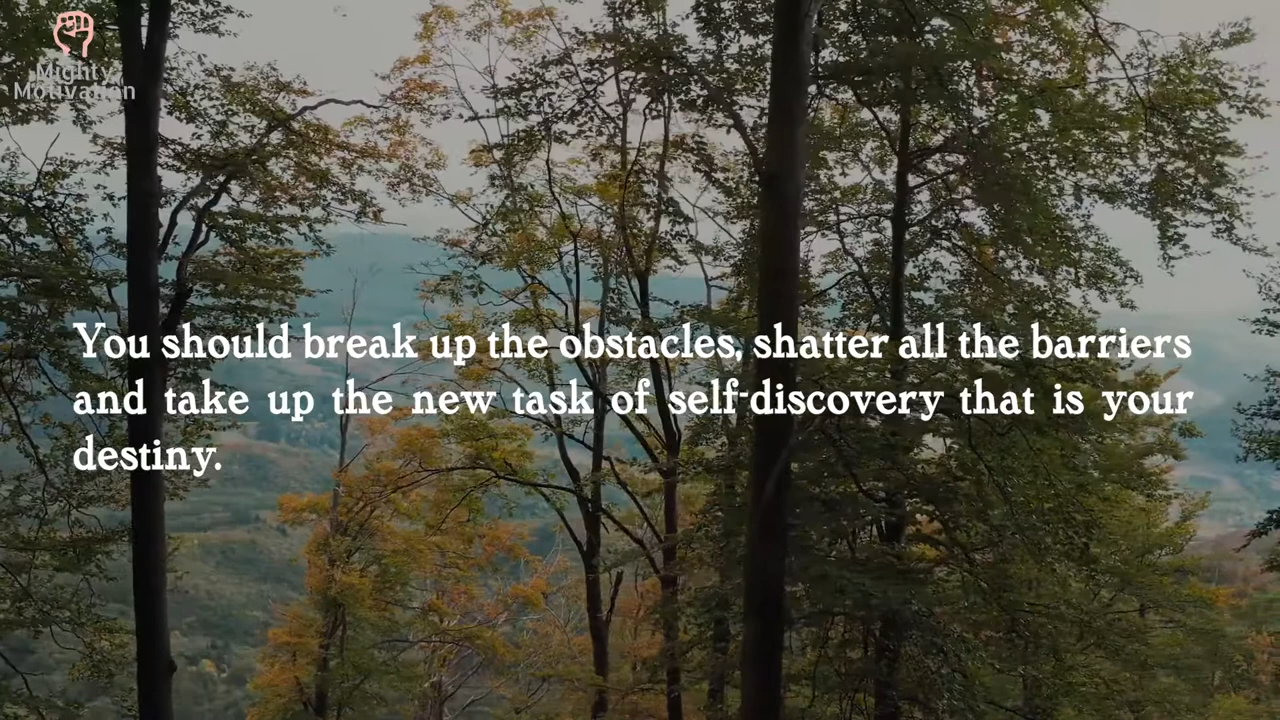 Mighty
Motivation
You should break up the obstacles, shatter all the barriers
and take up the new task of self-discovery that is your
destiny.